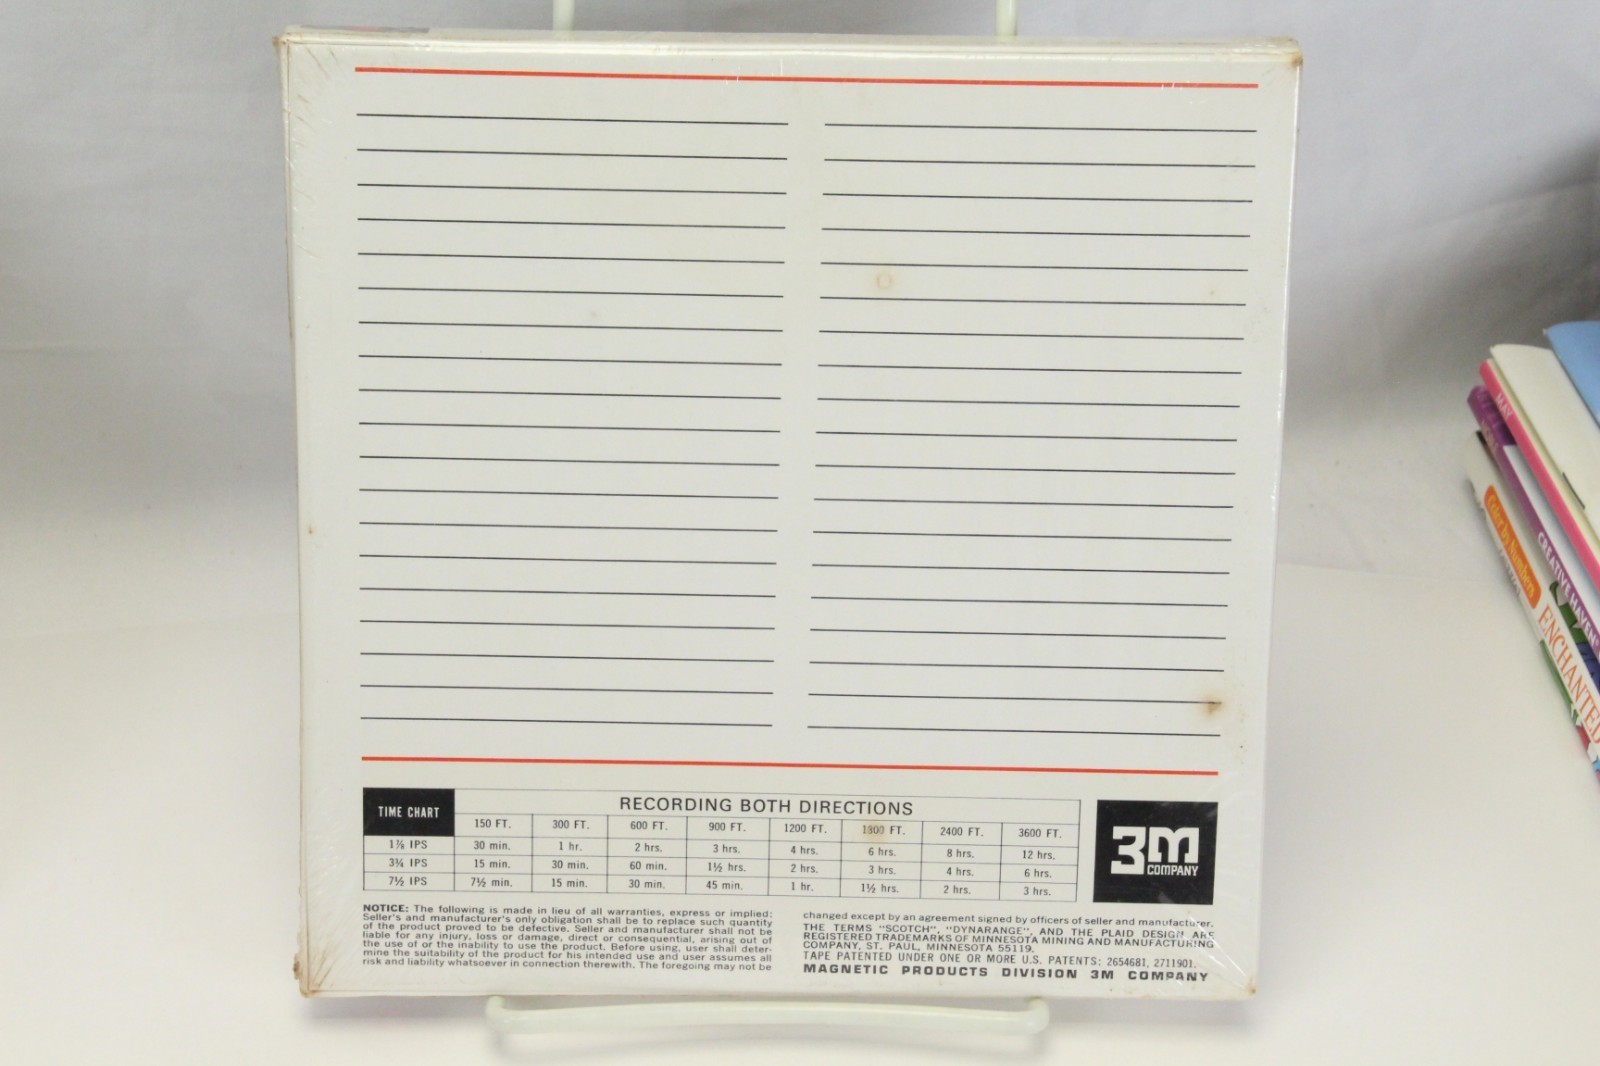 TIME CHART
RECORDING BOTH DIRECTIONS
150 FT. 300 FT. 600 FT. 900 FT. 1200 FT. 1800 FT. 2400 FT. 3600 FT.
1⅞ IPS 30 min. 1 hr. 2 hrs. 3 hrs. 4 hrs. 6 hrs. 8 hrs. 12 hrs.
3¾ IPS 15 min. 30 min. 60 min. 1½ hrs. 2 hrs. 3 hrs. 4 hrs. 6 hrs.
7½ IPS 7½ min. 15 min. 30 min. 45 min. 1 hr. 1½ hrs. 2 hrs. 3 hrs.
3M
COMPANY
NOTICE: The following is made in lieu of all warranties, express or implied:
Seller's and manufacturer's only obligation shall be to replace such quantity
of the product proved to be defective. Seller and manufacturer shall not be
liable for any injury, loss or damage, direct or consequential, arising out of
the use of or the inability to use the product. Before using, user shall deter-
mine the suitability of the product for his intended use and user assumes all
risk and liability whatsoever in connection therewith. The foregoing may not be
changed except by an agreement signed by officers of seller and manufacturer.
THE TERMS "SCOTCH", "DYNARANGE", AND THE PLAID DESIGN ARE
REGISTERED TRADEMARKS OF MINNESOTA MINING AND MANUFACTURING
COMPANY, ST. PAUL, MINNESOTA 55119.
TAPE PATENTED UNDER ONE OR MORE U.S. PATENTS: 2654681, 2711901.
MAGNETIC PRODUCTS DIVISION 3M COMPANY
MAY
CREATIVE HAVEN
Color by Numbers
ENCHANTED